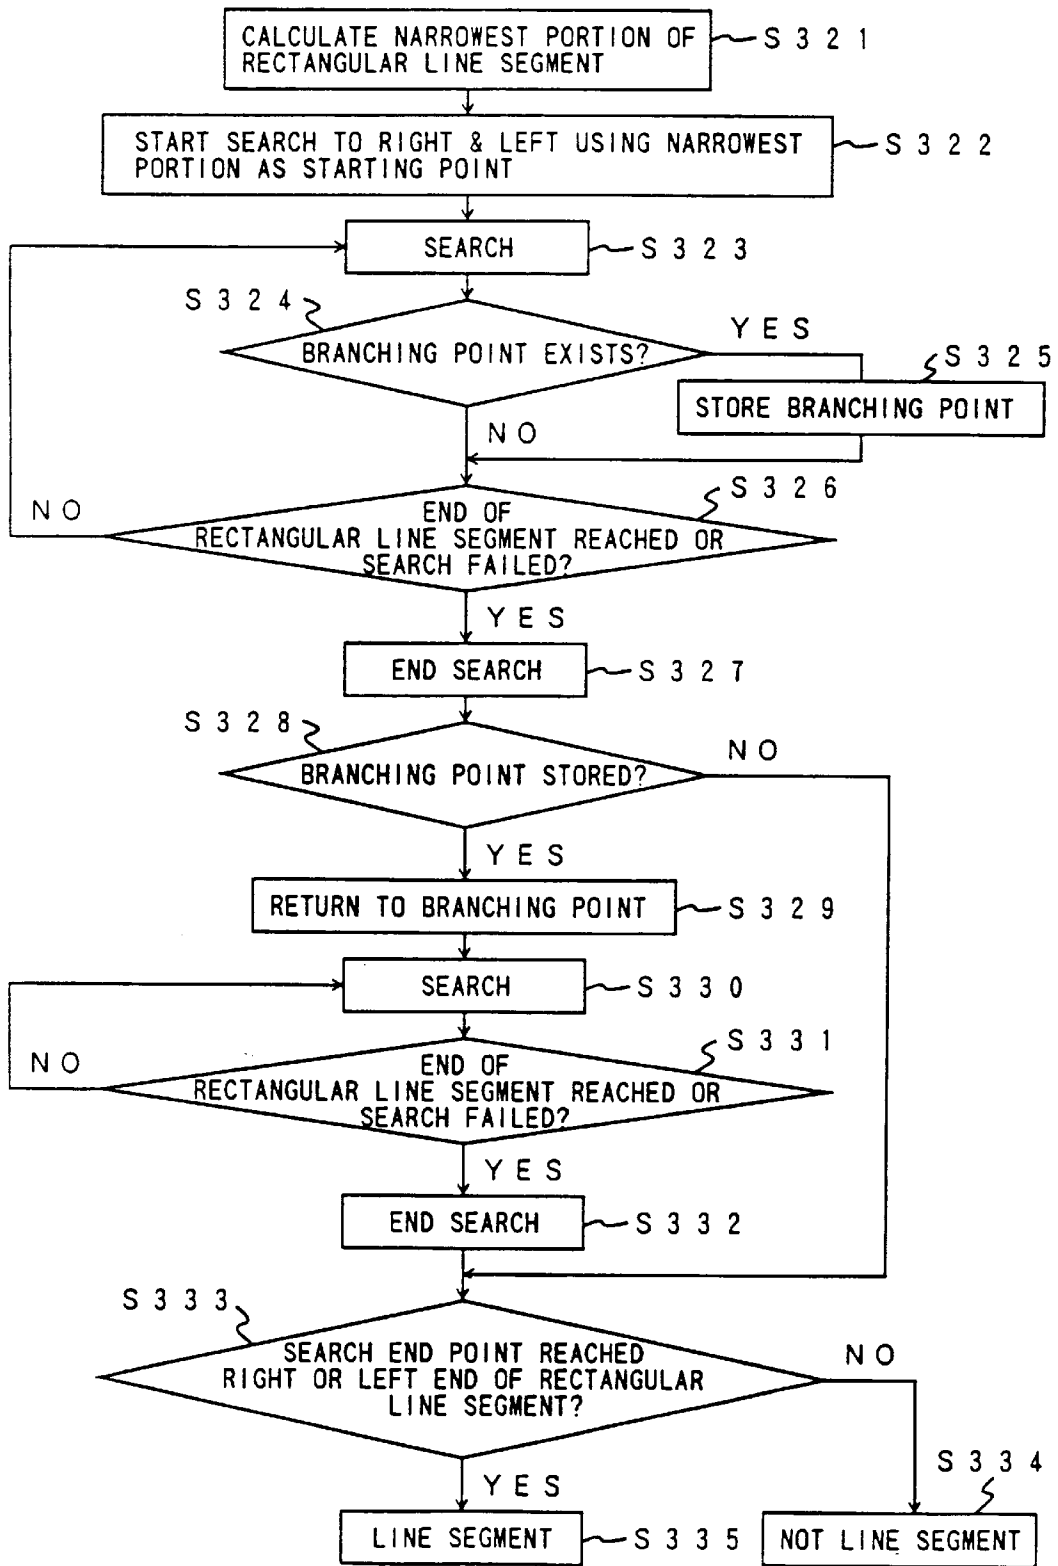 CALCULATE NARROWEST PORTION OF
RECTANGULAR LINE SEGMENT
S321
START SEARCH TO RIGHT & LEFT USING NARROWEST
PORTION AS STARTING POINT
S322
SEARCH
S323
S324
BRANCHING POINT EXISTS?
YES
S325
STORE BRANCHING POINT
NO
S326
NO
END OF
RECTANGULAR LINE SEGMENT REACHED OR
SEARCH FAILED?
YES
END SEARCH
S327
S328
BRANCHING POINT STORED?
NO
YES
RETURN TO BRANCHING POINT
S329
SEARCH
S330
S331
NO
END OF
RECTANGULAR LINE SEGMENT REACHED OR
SEARCH FAILED?
YES
END SEARCH
S332
S333
SEARCH END POINT REACHED
RIGHT OR LEFT END OF RECTANGULAR
LINE SEGMENT?
NO
YES
S334
LINE SEGMENT
S335
NOT LINE SEGMENT